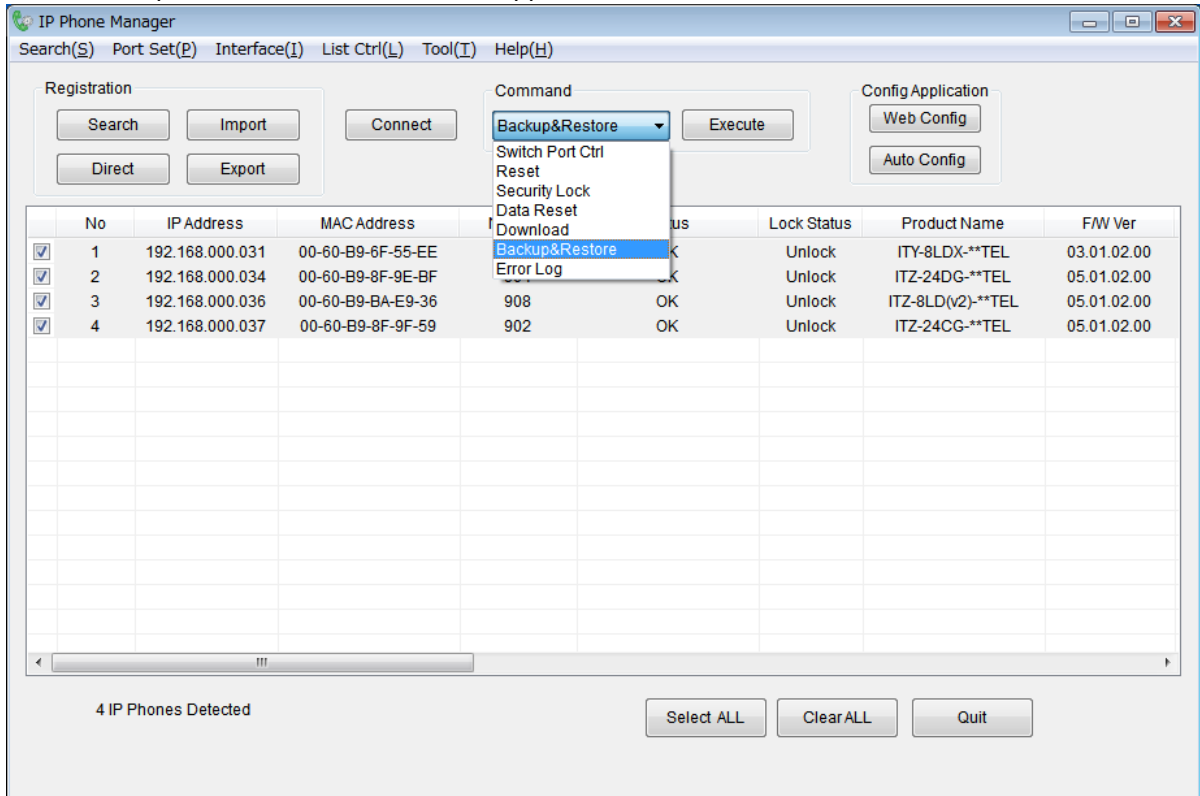 IP Phone Manager
Search(S) Port Set(P) Interface(I) List Ctrl(L) Tool(T) Help(H)
Registration
Command
Config Application
Search Import Connect Backup&Restore Execute Web Config
Direct Export Auto Config
Switch Port Ctrl
Reset
Security Lock
Data Reset
Download
Backup&Restore
Error Log
No IP Address MAC Address Lock Status Product Name F/W Ver
1 192.168.000.031 00-60-B9-6F-55-EE Unlock ITY-8LDX-**TEL 03.01.02.00
2 192.168.000.034 00-60-B9-8F-9E-BF Unlock ITZ-24DG-**TEL 05.01.02.00
3 192.168.000.036 00-60-B9-BA-E9-36 908 OK Unlock ITZ-8LD(v2)-**TEL 05.01.02.00
4 192.168.000.037 00-60-B9-8F-9F-59 902 OK Unlock ITZ-24CG-**TEL 05.01.02.00
4 IP Phones Detected
Select ALL Clear ALL Quit